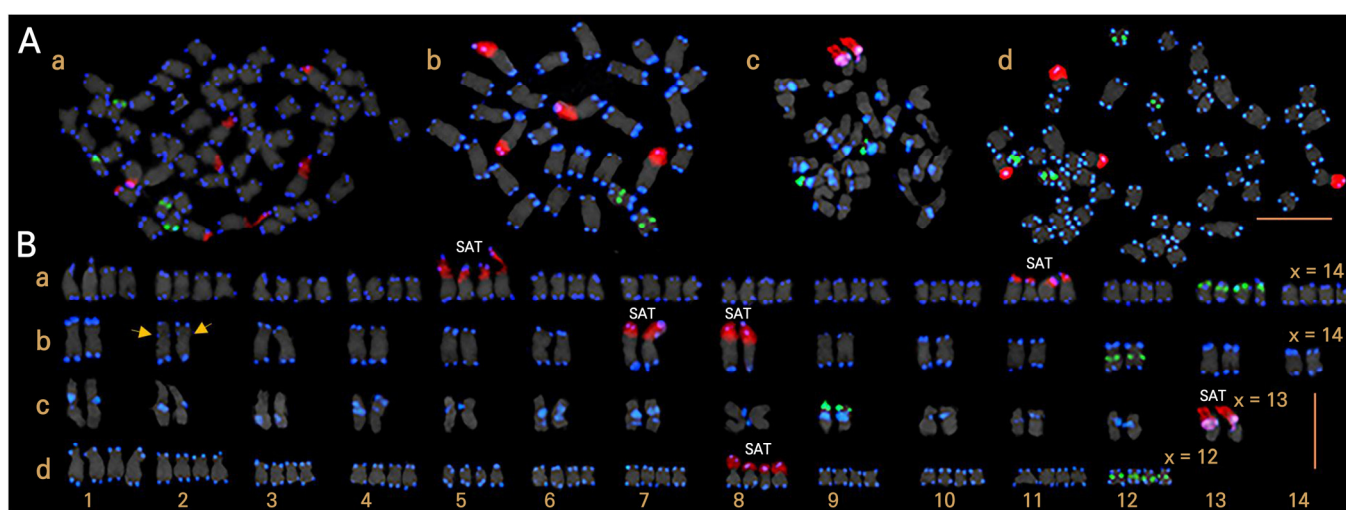 A
a b c d
B
SAT SAT
a x = 14
SAT SAT
b x = 14
SAT
c x = 13
SAT
d x = 12
1 2 3 4 5 6 7 8 9 10 11 12 13 14